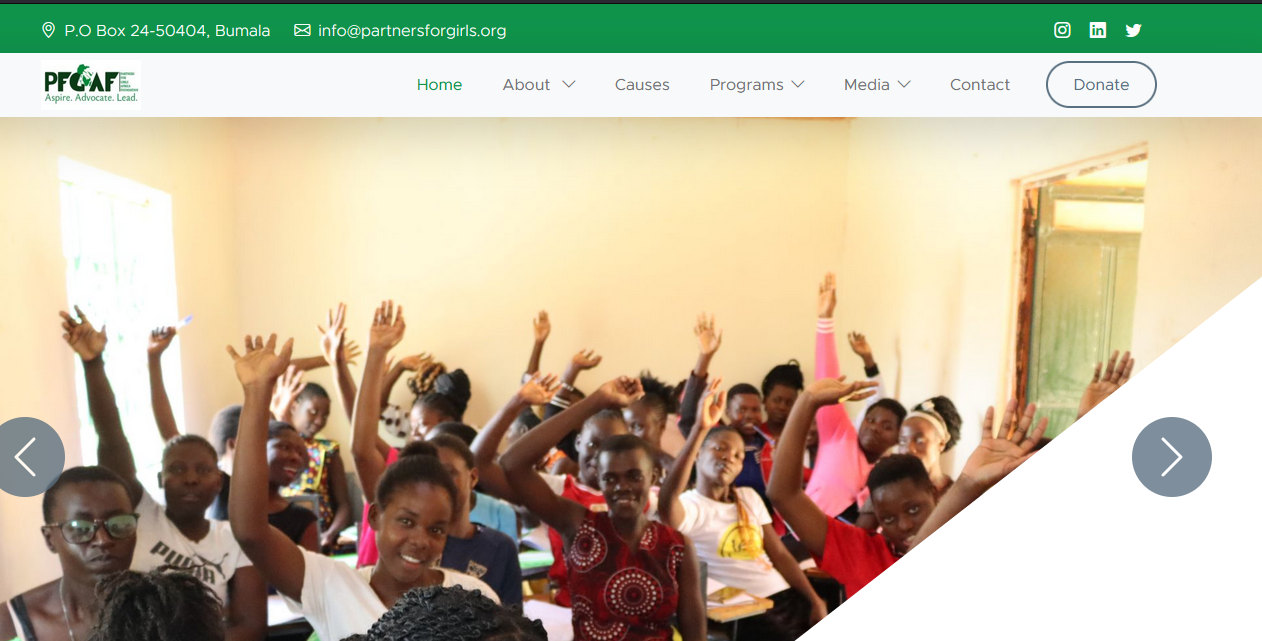 P.O Box 24-50404, Bumala info@partnersforgirls.org
PFGAF
Aspire. Advocate. Lead.
Home About Causes Programs Media Contact Donate
PUMA